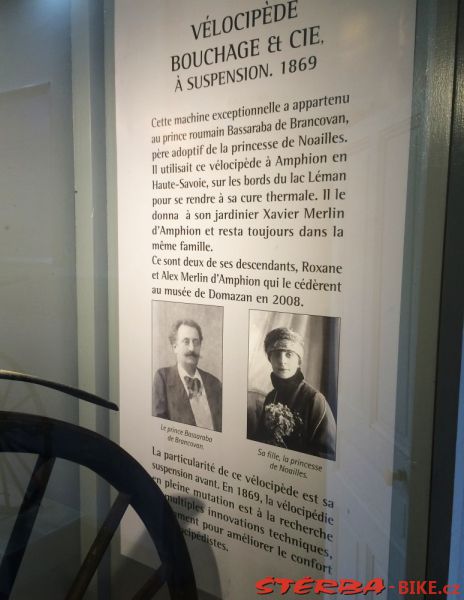 VÉLOCIPÈDE
BOUCHAGE & CIE.
À SUSPENSION. 1869
Cette machine exceptionnelle a appartenu
au prince roumain Bassaraba de Brancovan,
père adoptif de la princesse de Noailles.
Il utilisait ce vélocipède à Amphion en
Haute-Savoie, sur les bords du lac Léman
pour se rendre à sa cure thermale. Il le
donna à son jardinier Xavier Merlin
d'Amphion et resta toujours dans la
même famille.
Ce sont deux de ses descendants, Roxane
et Alex Merlin d'Amphion qui le cédèrent
au musée de Domazan en 2008.
Le prince Bassaraba
de Brancovan.
Sa fille, la princesse
de Noailles.
La particularité de ce vélocipède est sa
suspension avant. En 1869, la vélocipédie
en pleine mutation est à la recherche
multiples innovations techniques,
pour améliorer le confort
STERBA-BIKE.cz